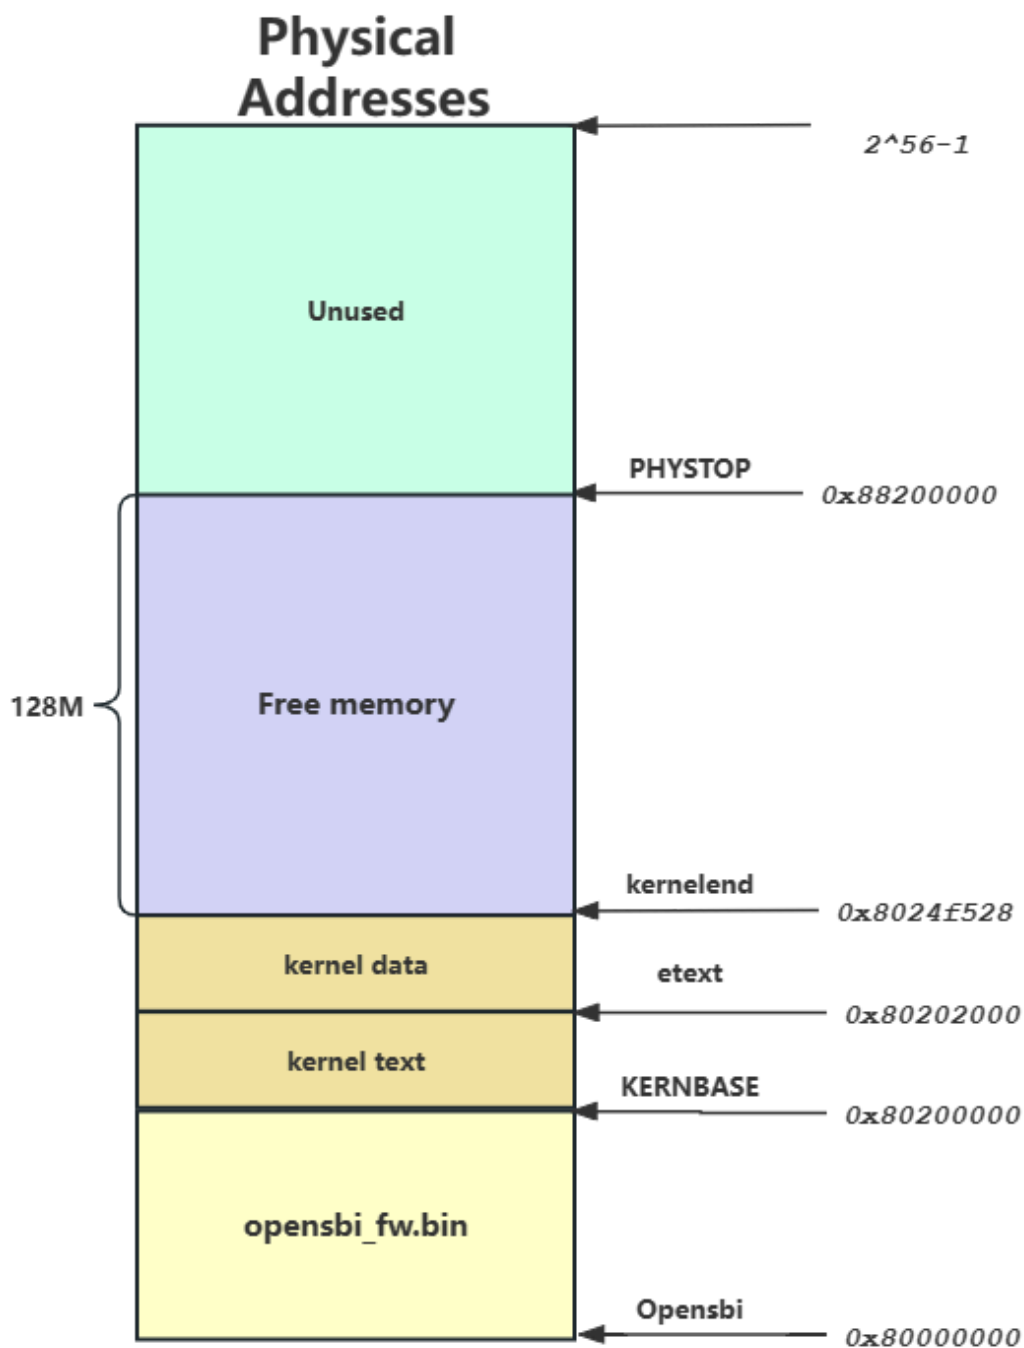 Physical
Addresses
2^56-1
Unused
PHYSTOP
0x88200000
128M
Free memory
kernelend
0x8024f528
kernel data
etext
0x80202000
kernel text
KERNBASE
0x80200000
opensbi_fw.bin
Opensbi
0x80000000